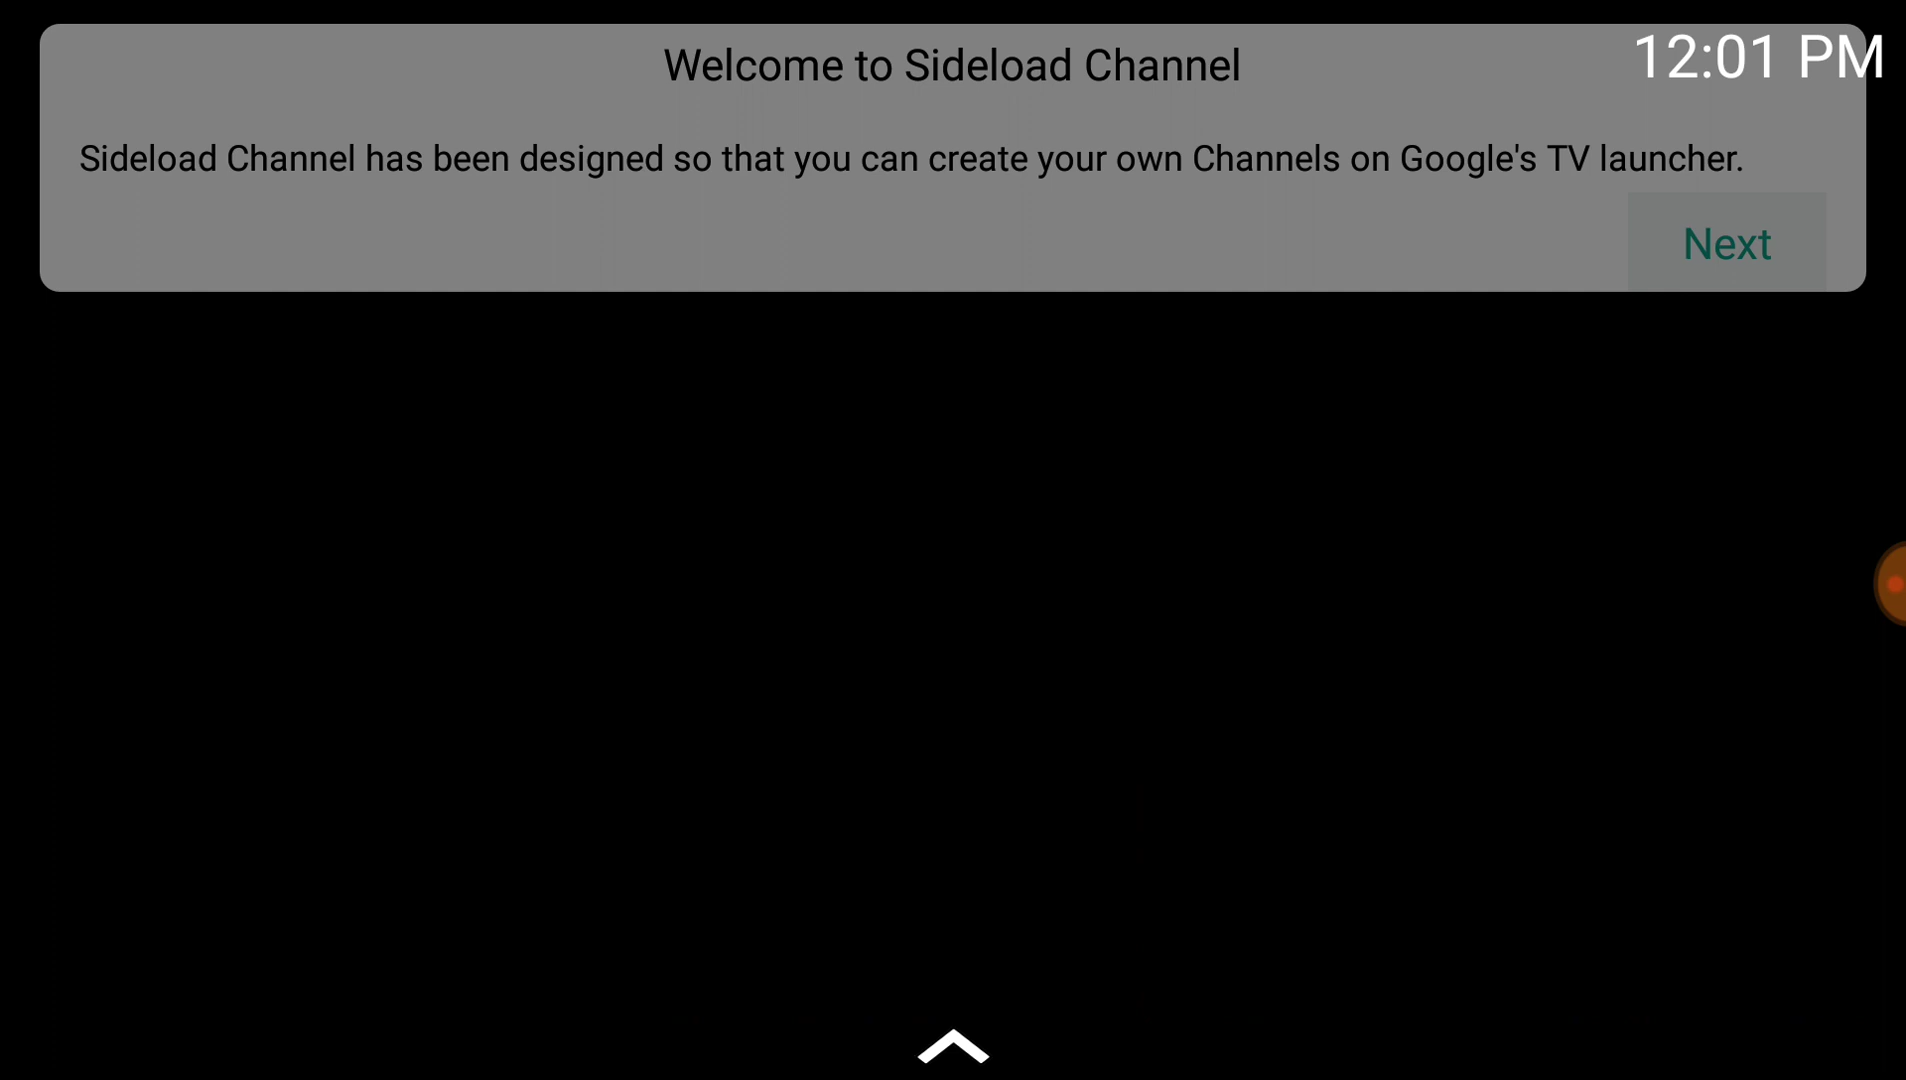 Welcome to Sideload Channel
12:01 PM
Sideload Channel has been designed so that you can create your own Channels on Google's TV launcher.
Next